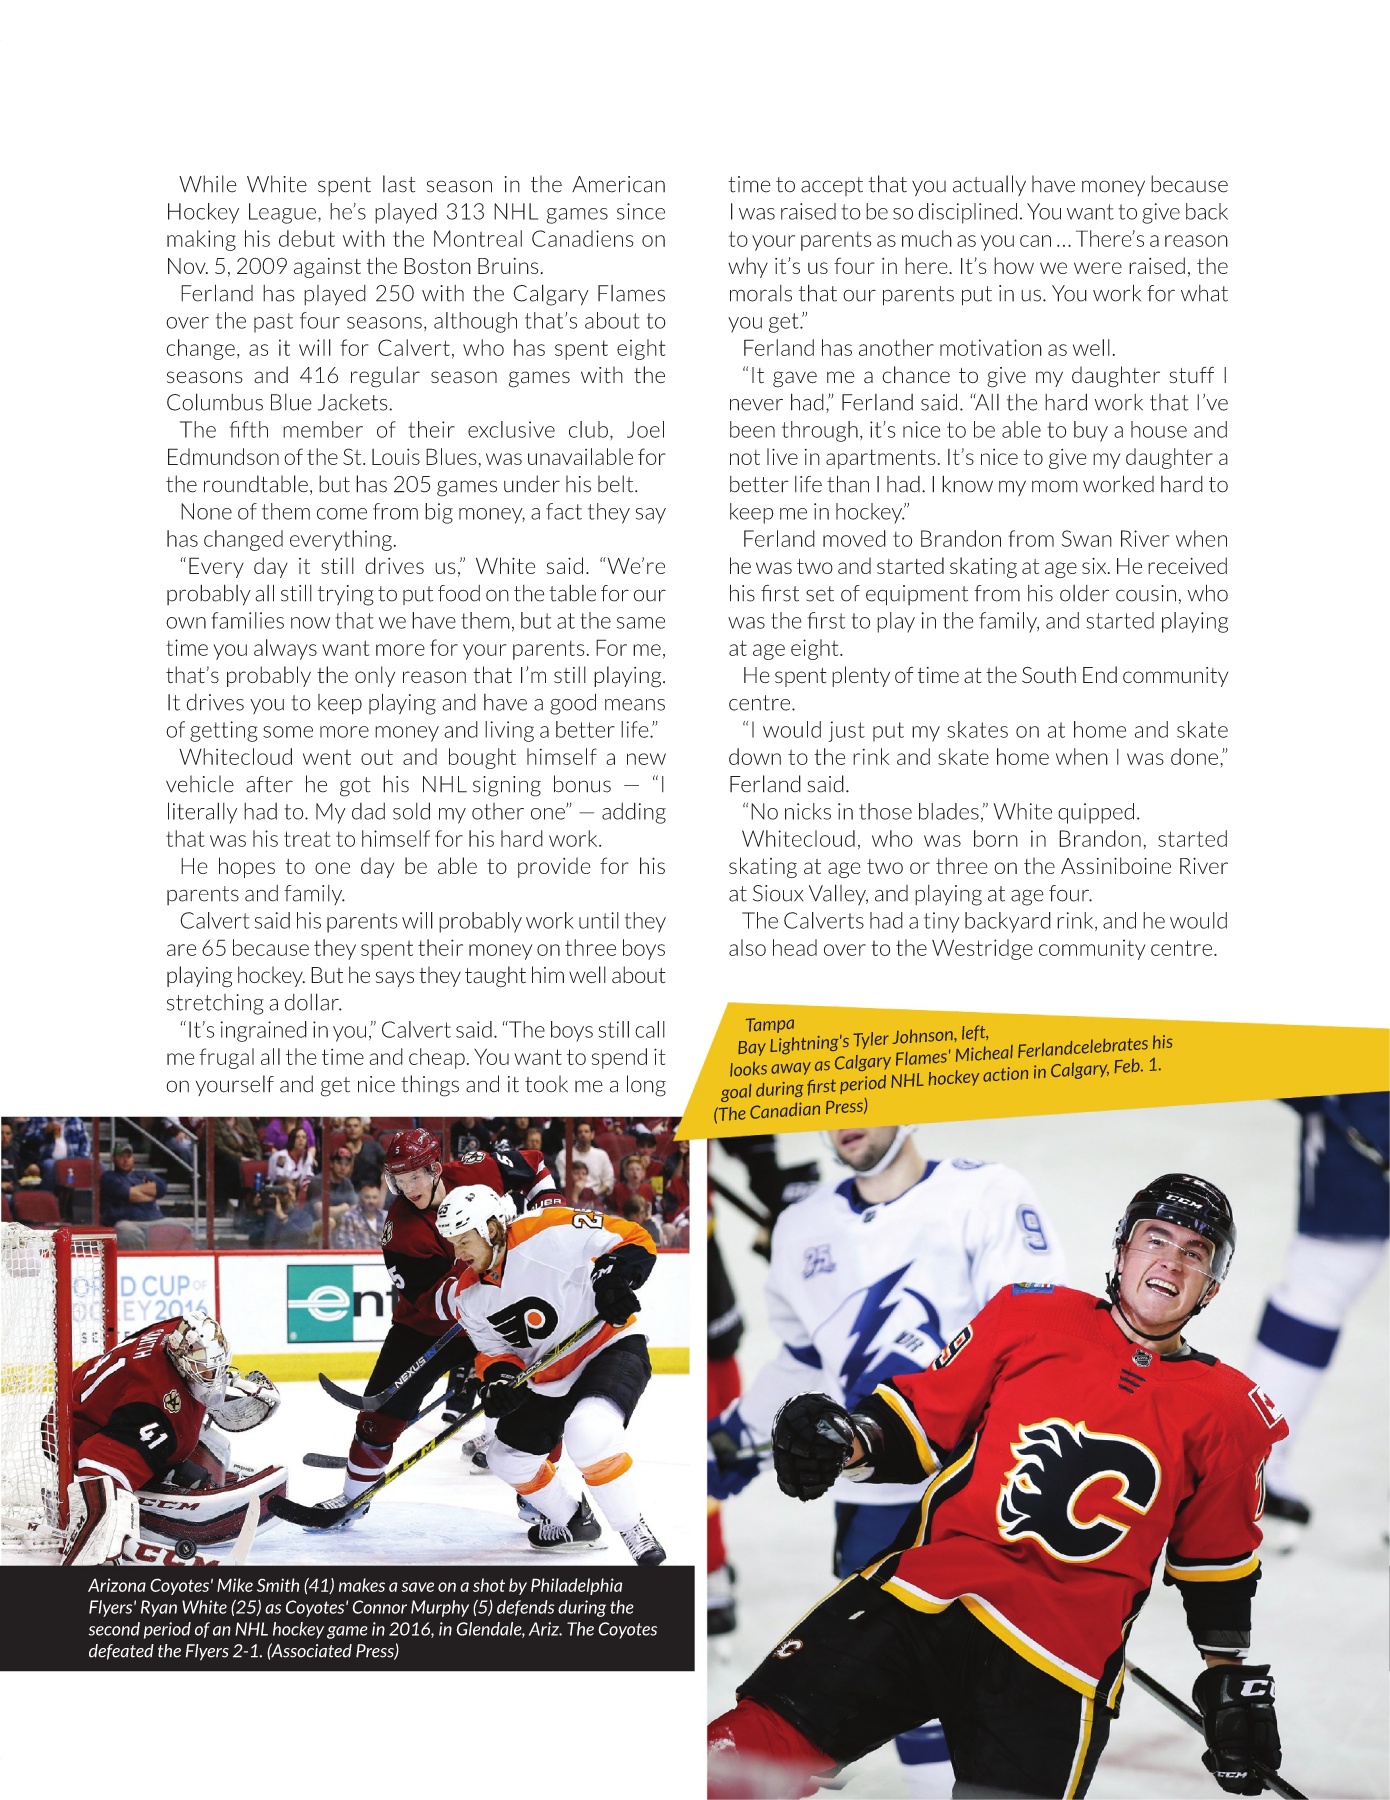 While White spent last season in the American
Hockey League, he’s played 313 NHL games since
making his debut with the Montreal Canadiens on
Nov. 5, 2009 against the Boston Bruins.
Ferland has played 250 with the Calgary Flames
over the past four seasons, although that’s about to
change, as it will for Calvert, who has spent eight
seasons and 416 regular season games with the
Columbus Blue Jackets.
The fifth member of their exclusive club, Joel
Edmundson of the St. Louis Blues, was unavailable for
the roundtable, but has 205 games under his belt.
None of them come from big money, a fact they say
has changed everything.
“Every day it still drives us,” White said. “We’re
probably all still trying to put food on the table for our
own families now that we have them, but at the same
time you always want more for your parents. For me,
that’s probably the only reason that I’m still playing.
It drives you to keep playing and have a good means
of getting some more money and living a better life.”
Whitecloud went out and bought himself a new
vehicle after he got his NHL signing bonus — “I
literally had to. My dad sold my other one” — adding
that was his treat to himself for his hard work.
He hopes to one day be able to provide for his
parents and family.
Calvert said his parents will probably work until they
are 65 because they spent their money on three boys
playing hockey. But he says they taught him well about
stretching a dollar.
“It’s ingrained in you,” Calvert said. “The boys still call
me frugal all the time and cheap. You want to spend it
on yourself and get nice things and it took me a long
time to accept that you actually have money because
I was raised to be so disciplined. You want to give back
to your parents as much as you can … There’s a reason
why it’s us four in here. It’s how we were raised, the
morals that our parents put in us. You work for what
you get.”
Ferland has another motivation as well.
“It gave me a chance to give my daughter stuff I
never had,” Ferland said. “All the hard work that I’ve
been through, it’s nice to be able to buy a house and
not live in apartments. It’s nice to give my daughter a
better life than I had. I know my mom worked hard to
keep me in hockey.”
Ferland moved to Brandon from Swan River when
he was two and started skating at age six. He received
his first set of equipment from his older cousin, who
was the first to play in the family, and started playing
at age eight.
He spent plenty of time at the South End community
centre.
“I would just put my skates on at home and skate
down to the rink and skate home when I was done,”
Ferland said.
“No nicks in those blades,” White quipped.
Whitecloud, who was born in Brandon, started
skating at age two or three on the Assiniboine River
at Sioux Valley, and playing at age four.
The Calverts had a tiny backyard rink, and he would
also head over to the Westridge community centre.
Tampa
Bay Lightning's Tyler Johnson, left,
looks away as Calgary Flames' Micheal Ferlandcelebrates his
goal during first period NHL hockey action in Calgary, Feb. 1.
(The Canadian Press)
D CUP OF
EY 2016
ent
SMITH
41
41
5
5
25
25
NEXUS
CCM
CCM
CCM
CCM
9
CCM
CCM
Arizona Coyotes' Mike Smith (41) makes a save on a shot by Philadelphia
Flyers' Ryan White (25) as Coyotes' Connor Murphy (5) defends during the
second period of an NHL hockey game in 2016, in Glendale, Ariz. The Coyotes
defeated the Flyers 2-1. (Associated Press)